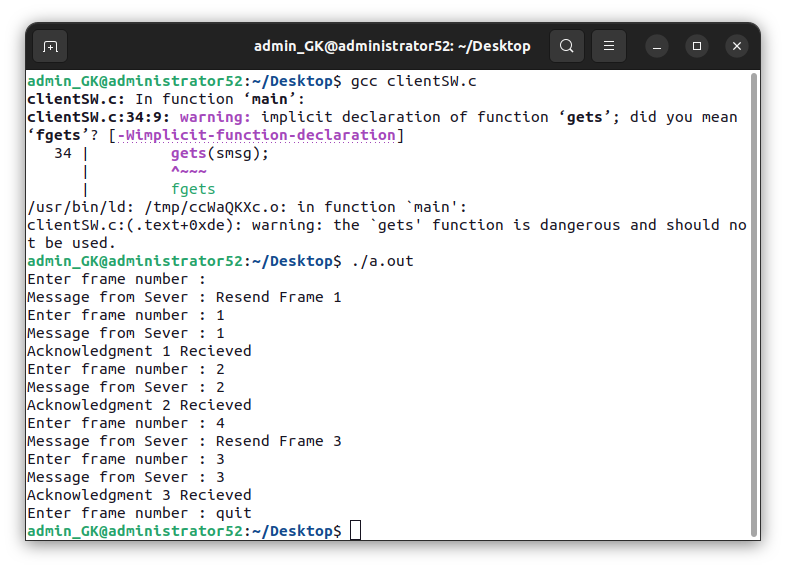 admin_GK@administrator52: ~/Desktop
admin_GK@administrator52:~/Desktop$ gcc clientSW.c
clientSW.c: In function ‘main’:
clientSW.c:34:9: warning: implicit declaration of function ‘gets’; did you mean
‘fgets’? [-Wimplicit-function-declaration]
   34 |         gets(smsg);
      |         ^~~~
      |         fgets
/usr/bin/ld: /tmp/ccWaQKXc.o: in function `main':
clientSW.c:(.text+0xde): warning: the `gets' function is dangerous and should no
t be used.
admin_GK@administrator52:~/Desktop$ ./a.out
Enter frame number :
Message from Sever : Resend Frame 1
Enter frame number : 1
Message from Sever : 1
Acknowledgment 1 Recieved
Enter frame number : 2
Message from Sever : 2
Acknowledgment 2 Recieved
Enter frame number : 4
Message from Sever : Resend Frame 3
Enter frame number : 3
Message from Sever : 3
Acknowledgment 3 Recieved
Enter frame number : quit
admin_GK@administrator52:~/Desktop$